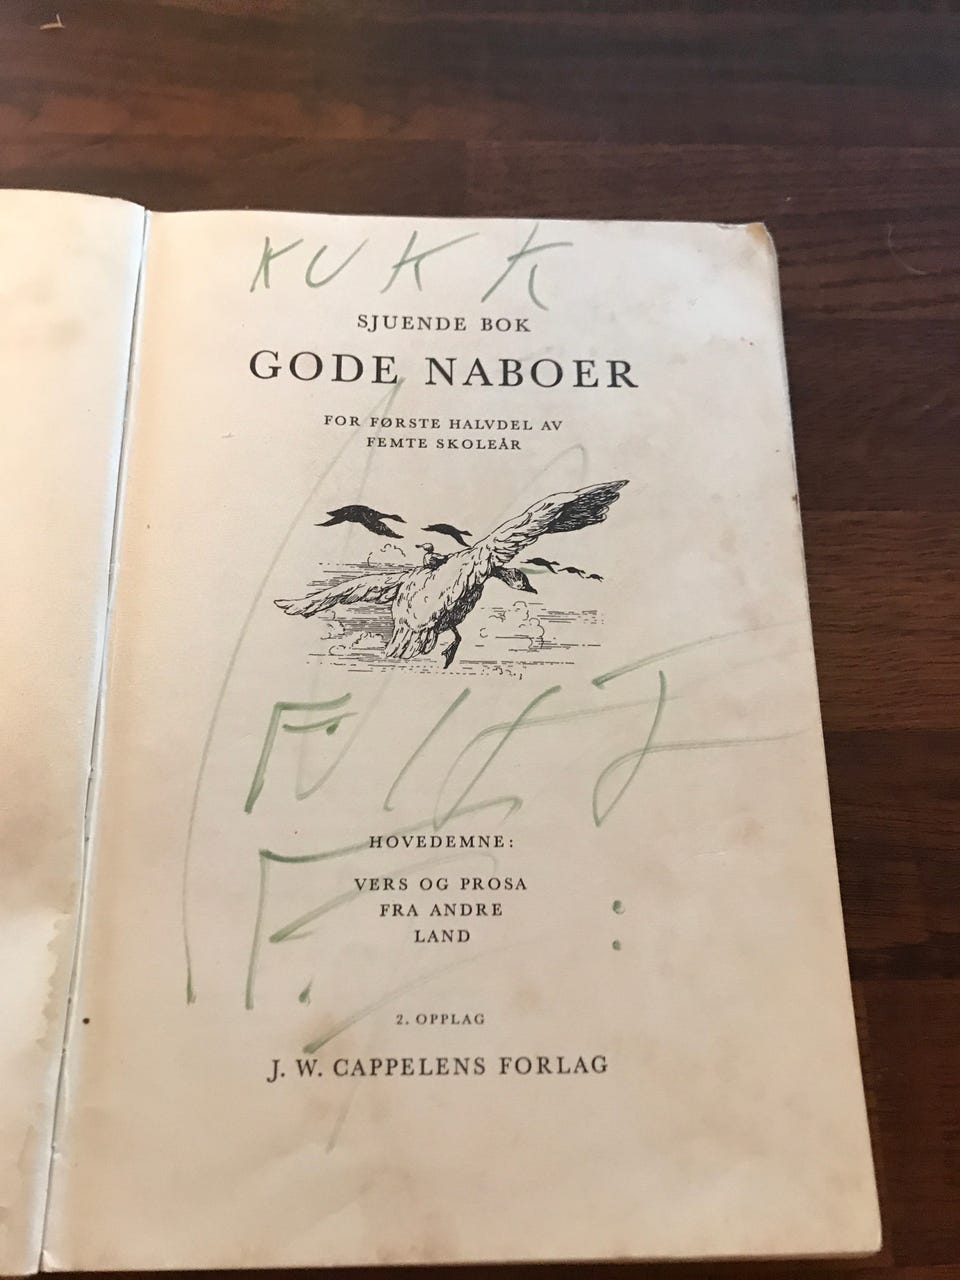 KUKK
SJUENDE BOK
GODE NABOER
FOR FØRSTE HALVDEL AV
FEMTE SKOLEÅR
HOVEDEMNE:
VERS OG PROSA
FRA ANDRE
LAND
2. OPPLAG
J. W. CAPPELENS FORLAG